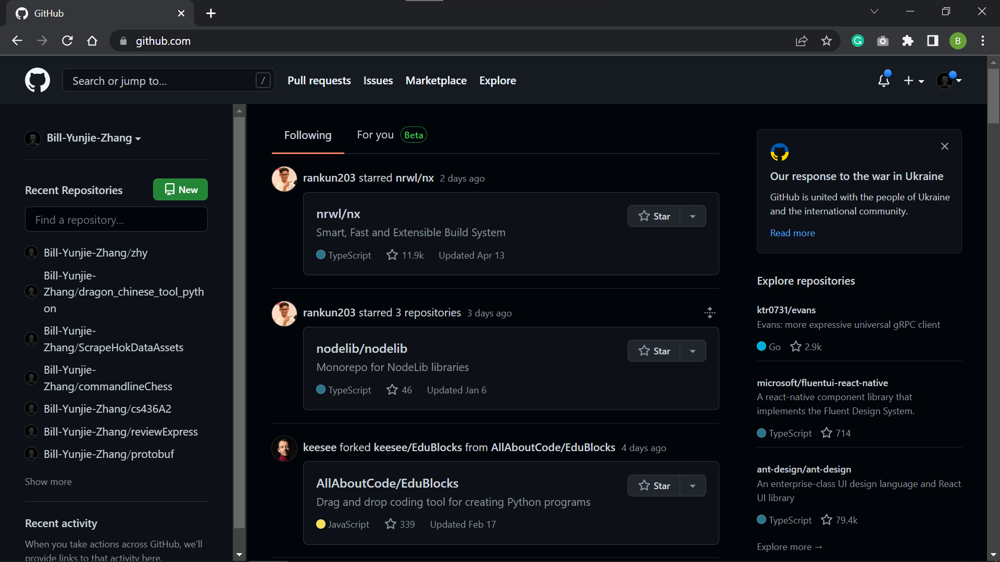 GitHub
github.com
G
B
Search or jump to...
/
Pull requests
Issues
Marketplace
Explore
Bill-Yunjie-Zhang
Recent Repositories
New
Find a repository...
Bill-Yunjie-Zhang/zhy
Bill-Yunjie-
Zhang/dragon_chinese_tool_pyth
on
Bill-Yunjie-
Zhang/ScrapeHokDataAssets
Bill-Yunjie-
Zhang/commandlineChess
Bill-Yunjie-Zhang/cs436A2
Bill-Yunjie-Zhang/reviewExpress
Bill-Yunjie-Zhang/protobuf
Show more
Recent activity
When you take actions across GitHub, we'll
provide links to that activity here.
Following
For you Beta
rankun203 starred nrwl/nx 2 days ago
nrwl/nx
Star
Smart, Fast and Extensible Build System
TypeScript 11.9k Updated Apr 13
rankun203 starred 3 repositories 3 days ago
nodelib/nodelib
Star
Monorepo for NodeLib libraries
TypeScript 46 Updated Jan 6
keesee forked keesee/EduBlocks from AllAboutCode/EduBlocks 4 days ago
AllAboutCode/EduBlocks
Star
Drag and drop coding tool for creating Python programs
JavaScript 339 Updated Feb 17
Our response to the war in Ukraine
GitHub is united with the people of Ukraine
and the international community.
Read more
Explore repositories
ktr0731/evans
Evans: more expressive universal gRPC client
Go 2.9k
microsoft/fluentui-react-native
A react-native component library that
implements the Fluent Design System.
TypeScript 714
ant-design/ant-design
An enterprise-class UI design language and React
UI library
TypeScript 79.4k
Explore more →